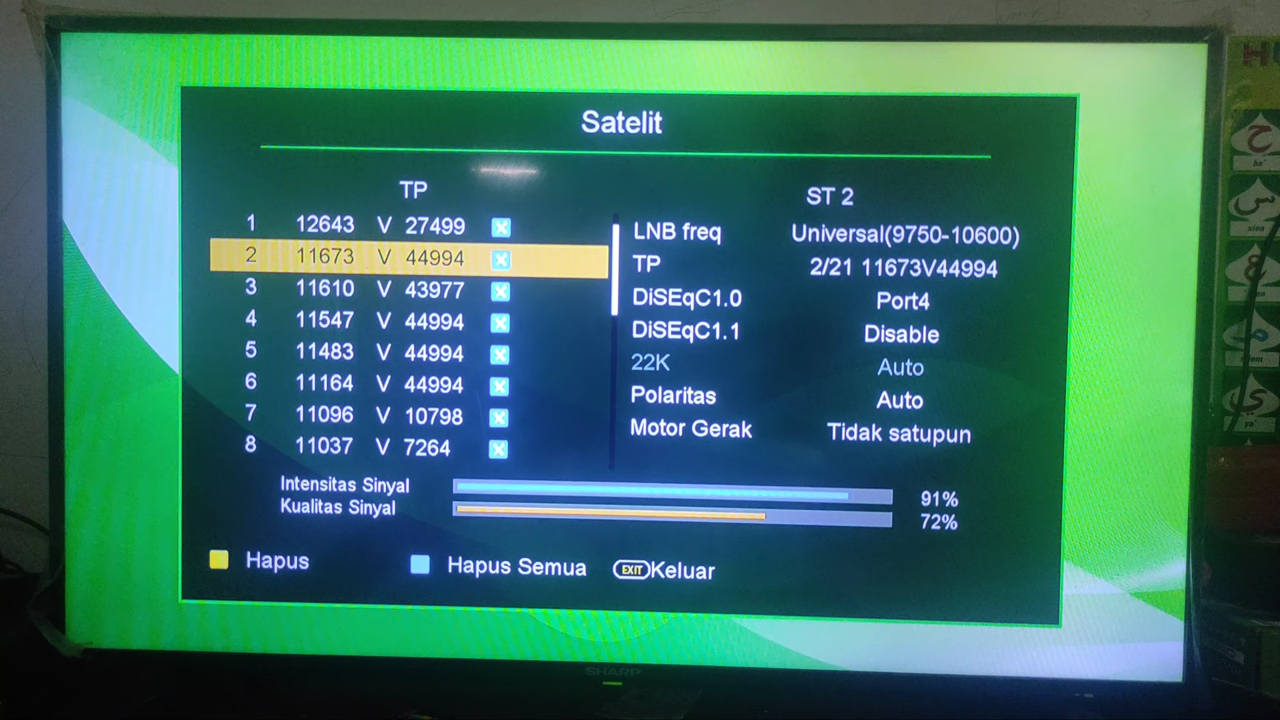 Satelit
TP
1 12643 V 27499
2 11673 V 44994
3 11610 V 43977
4 11547 V 44994
5 11483 V 44994
6 11164 V 44994
7 11096 V 10798
8 11037 V 7264
ST 2
LNB freq Universal(9750-10600)
TP 2/21 11673V44994
DiSEqC1.0 Port4
DiSEqC1.1 Disable
22K Auto
Polaritas Auto
Motor Gerak Tidak satupun
Intensitas Sinyal 91%
Kualitas Sinyal 72%
Hapus Hapus Semua EXIT Keluar
SHARP